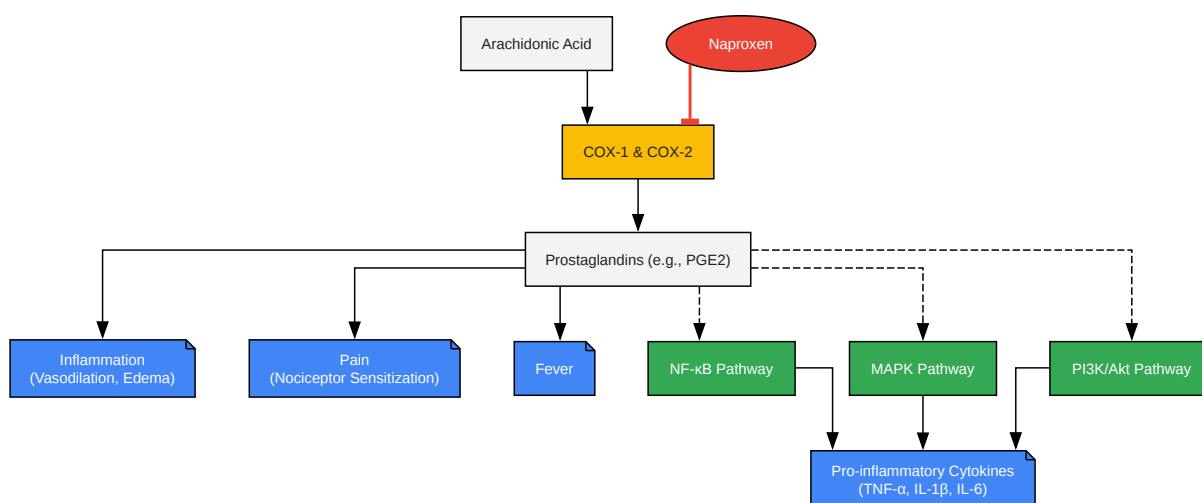 Arachidonic Acid
Naproxen
COX-1 & COX-2
Prostaglandins (e.g., PGE2)
Inflammation
(Vasodilation, Edema)
Pain
(Nociceptor Sensitization)
Fever
NF-κB Pathway
MAPK Pathway
PI3K/Akt Pathway
Pro-inflammatory Cytokines
(TNF-α, IL-1β, IL-6)